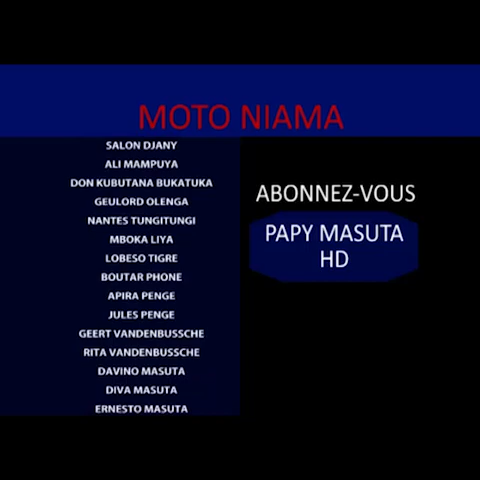 MOTO NIAMA
SALON DJANY
ALI MAMPUYA
DON KUBUTANA BUKATUKA
GEULORD OLENGA
NANTES TUNGITUNGI
MBOKA LIYA
LOBESO TIGRE
BOUTAR PHONE
APIRA PENGE
JULES PENGE
GEERT VANDENBUSSCHE
RITA VANDENBUSSCHE
DAVINO MASUTA
DIVA MASUTA
ERNESTO MASUTA
ABONNEZ-VOUS
PAPY MASUTA
HD